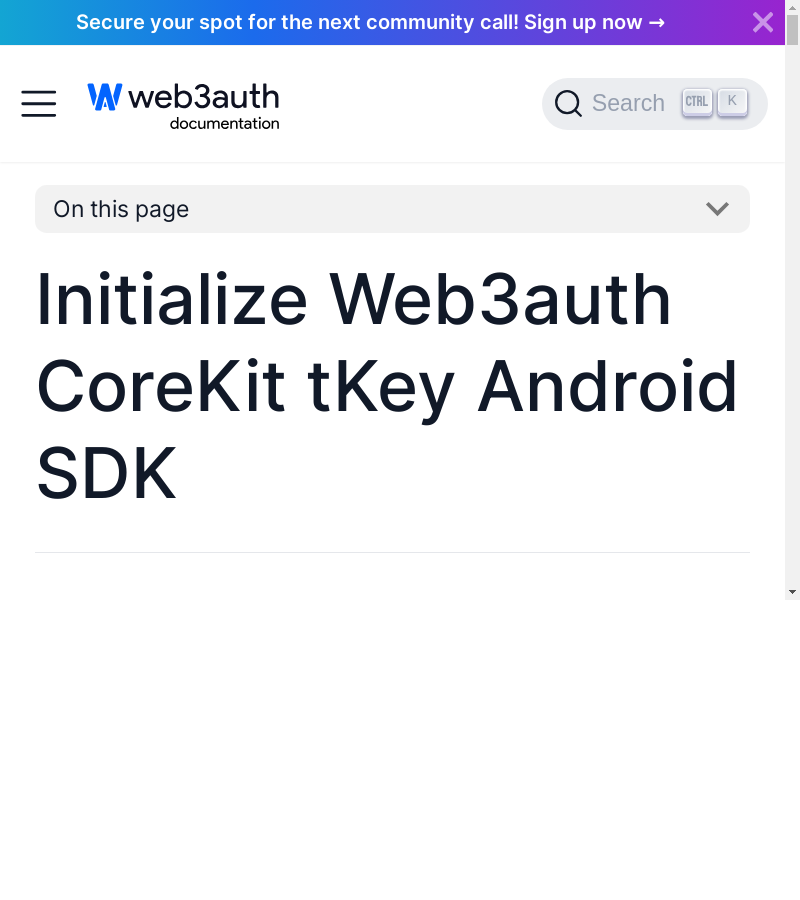 Secure your spot for the next community call! Sign up now →
web3auth
documentation
Search CTRL K
On this page
Initialize Web3auth
CoreKit tKey Android
SDK